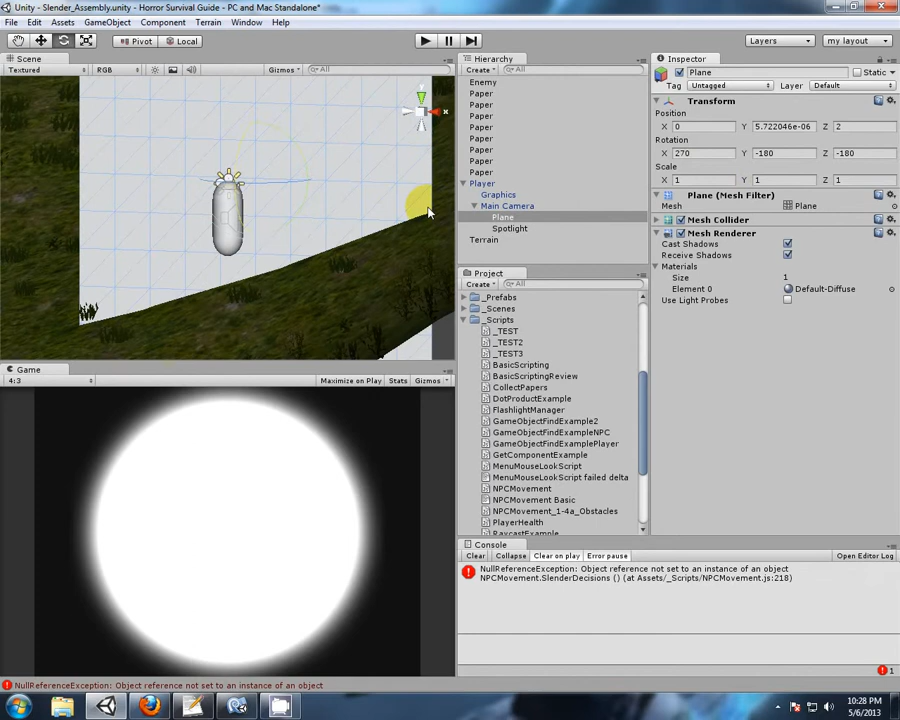 Unity - Slender_Assembly.unity - Horror Survival Guide - PC and Mac Standalone*
File Edit Assets GameObject Component Terrain Window Help
Pivot Local Layers my layout
Scene
Textured RGB Gizmos All
Game
4:3 Maximize on Play Stats Gizmos
Hierarchy
Create All
Enemy
Paper
Paper
Paper
Paper
Paper
Paper
Paper
Paper
Player
Graphics
Main Camera
Plane
Spotlight
Terrain
Project
Create All
_Prefabs
_Scenes
_Scripts
_TEST
_TEST2
_TEST3
BasicScripting
BasicScriptingReview
CollectPapers
DotProductExample
FlashlightManager
GameObjectFindExample2
GameObjectFindExampleNPC
GameObjectFindExamplePlayer
GetComponentExample
MenuMouseLookScript
MenuMouseLookScript failed delta
NPCMovement
NPCMovement Basic
NPCMovement_1-4a_Obstacles
PlayerHealth
RaycastExample
Inspector
Plane Static
Tag Untagged Layer Default
Transform
Position
X 0 Y 5.722046e-06 Z 2
Rotation
X 270 Y -180 Z -180
Scale
X 1 Y 1 Z 1
Plane (Mesh Filter)
Mesh Plane
Mesh Collider
Mesh Renderer
Cast Shadows
Receive Shadows
Materials
Size 1
Element 0 Default-Diffuse
Use Light Probes
Console
Clear Collapse Clear on play Error pause Open Editor Log
NullReferenceException: Object reference not set to an instance of an object
NPCMovement.SlenderDecisions () (at Assets/_Scripts/NPCMovement.js:218)
1
NullReferenceException: Object reference not set to an instance of an object
10:28 PM
5/6/2013